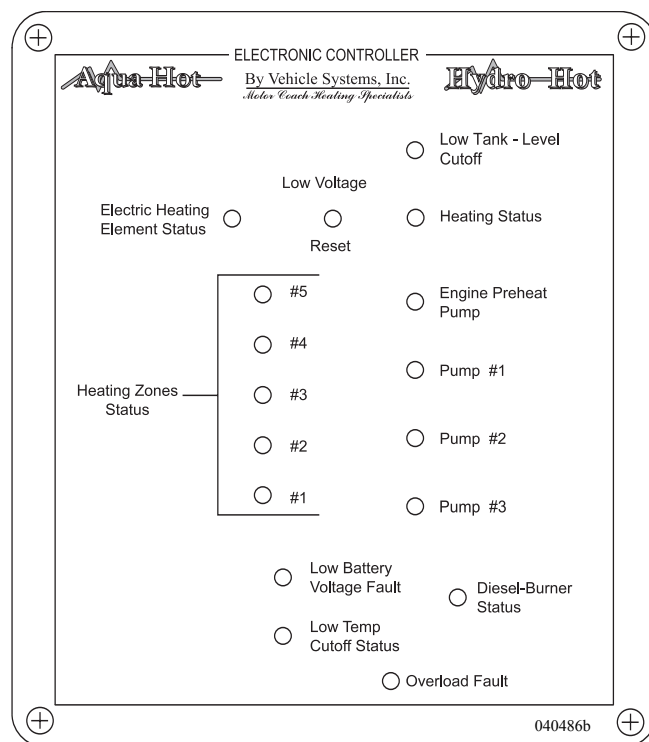 ELECTRONIC CONTROLLER
Aqua-Hot
By Vehicle Systems, Inc.
Motor Coach Heating Specialists
Hydro-Hot
Low Tank - Level
Cutoff
Low Voltage
Electric Heating
Element Status
Heating Status
Reset
#5
Engine Preheat
Pump
#4
Pump #1
Heating Zones
Status
#3
#2
Pump #2
#1
Pump #3
Low Battery
Voltage Fault
Diesel-Burner
Status
Low Temp
Cutoff Status
Overload Fault
040486b